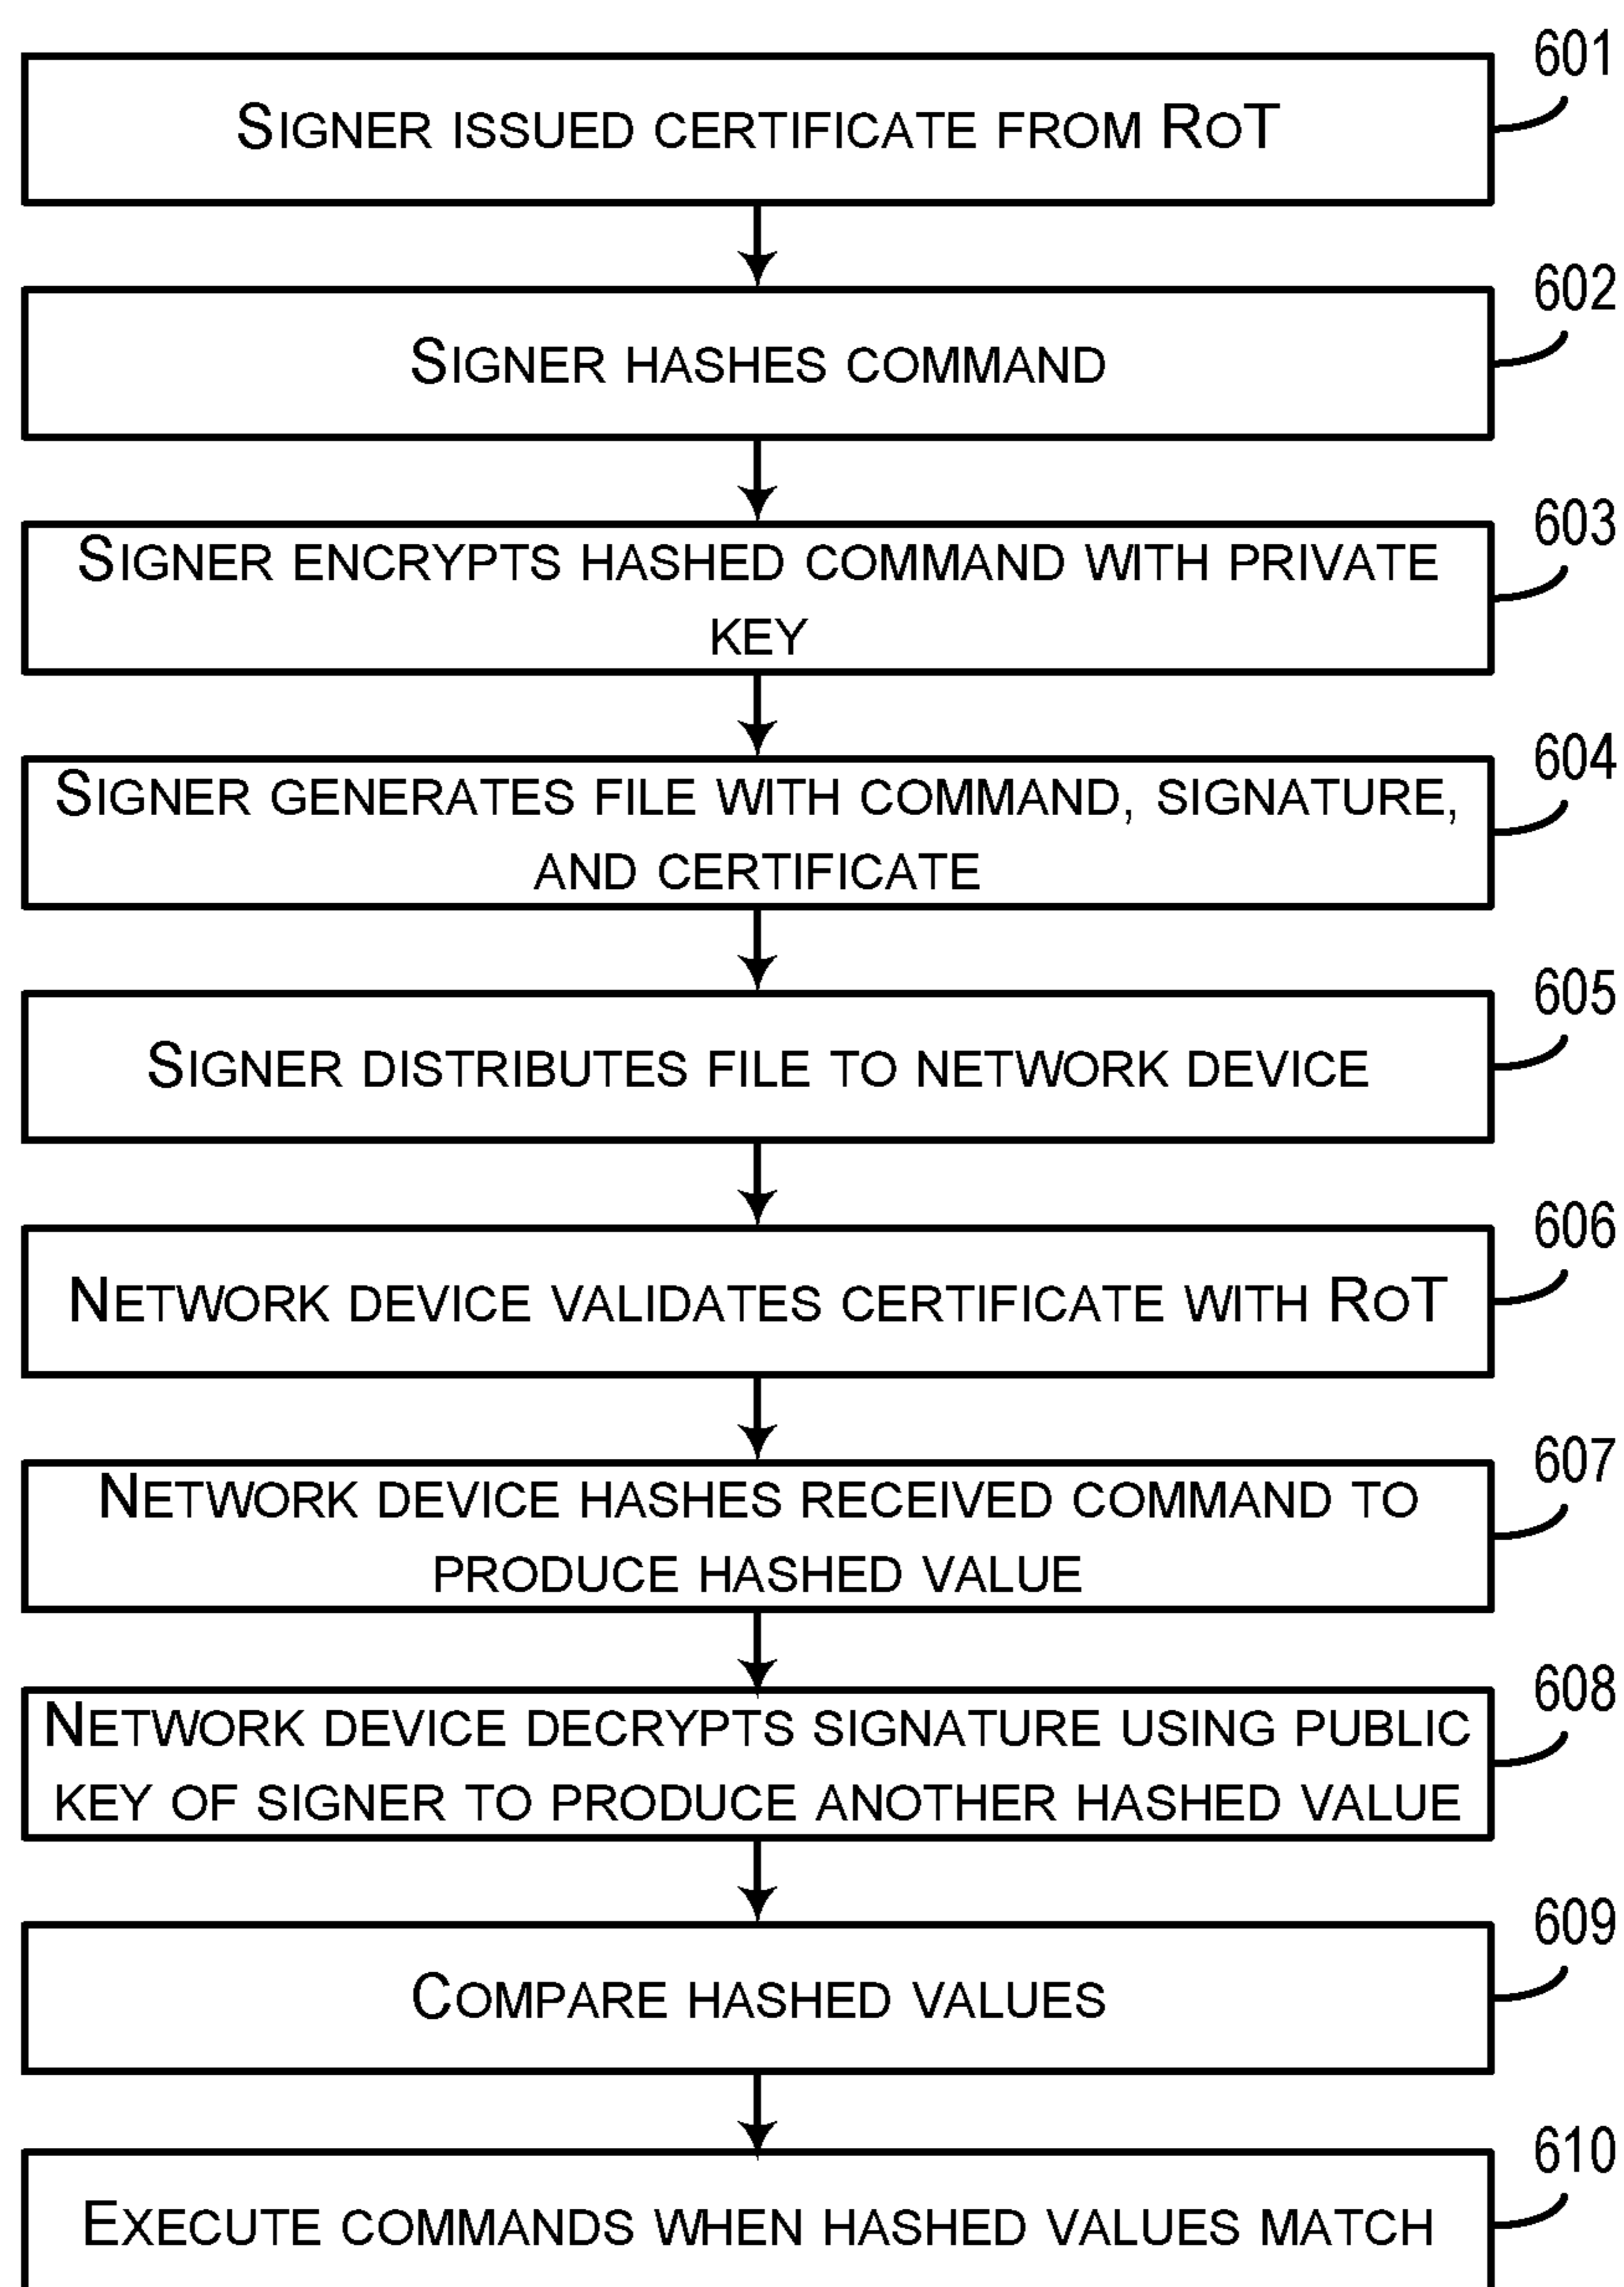 601
SIGNER ISSUED CERTIFICATE FROM ROT
602
SIGNER HASHES COMMAND
603
SIGNER ENCRYPTS HASHED COMMAND WITH PRIVATE
KEY
604
SIGNER GENERATES FILE WITH COMMAND, SIGNATURE,
AND CERTIFICATE
605
SIGNER DISTRIBUTES FILE TO NETWORK DEVICE
606
NETWORK DEVICE VALIDATES CERTIFICATE WITH ROT
607
NETWORK DEVICE HASHES RECEIVED COMMAND TO
PRODUCE HASHED VALUE
608
NETWORK DEVICE DECRYPTS SIGNATURE USING PUBLIC
KEY OF SIGNER TO PRODUCE ANOTHER HASHED VALUE
609
COMPARE HASHED VALUES
610
EXECUTE COMMANDS WHEN HASHED VALUES MATCH